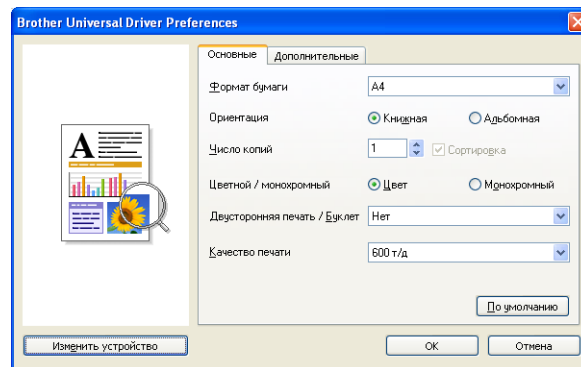 Brother Universal Driver Preferences
Основные Дополнительные
Формат бумаги A4
Ориентация Книжная Альбомная
Число копий 1 Сортировка
Цветной / монохромный Цвет Монохромный
Двусторонняя печать / Буклет Нет
Качество печати 600 т/д
По умолчанию
Изменить устройство OK Отмена
A